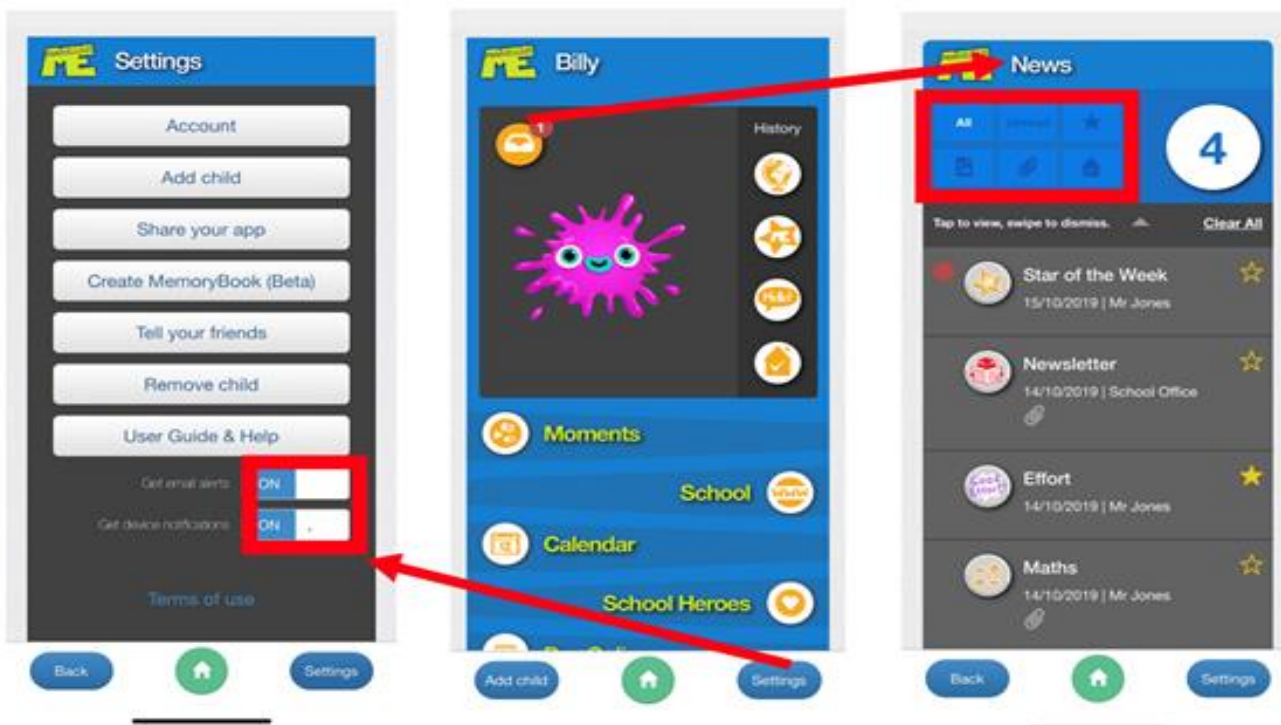 ME Settings
Account
Add child
Share your app
Create MemoryBook (Beta)
Tell your friends
Remove child
User Guide & Help
Get email alerts ON
Get device notifications ON
Terms of use
Back
Settings
ME Billy
1
History
Moments
School
www
Calendar
School Heroes
Add child
Settings
News
All
4
Tap to view, swipe to dismiss.
Clear All
Star of the Week
15/10/2019 | Mr Jones
Newsletter
14/10/2019 | School Office
Effort
14/10/2019 | Mr Jones
Maths
14/10/2019 | Mr Jones
Back
Settings